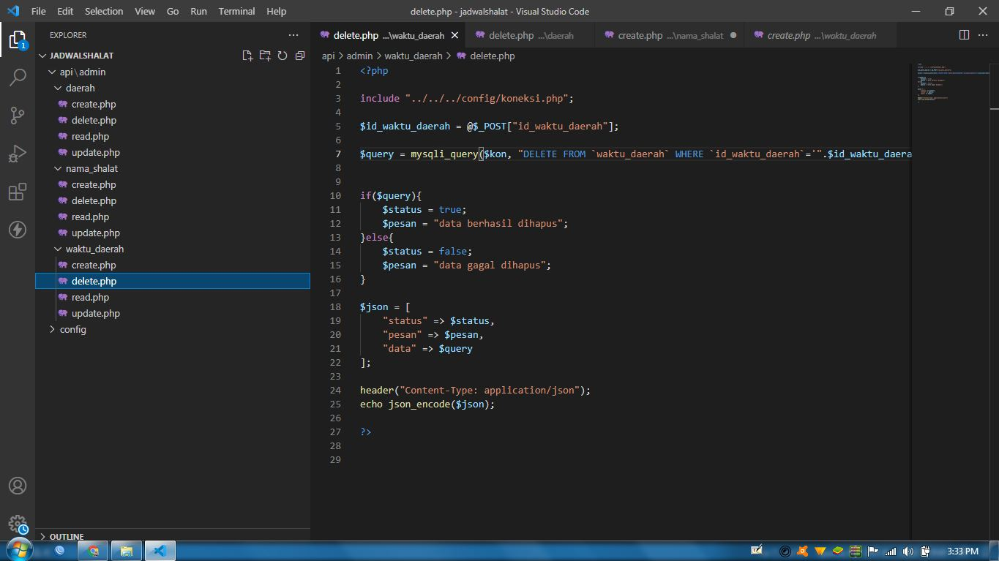 File Edit Selection View Go Run Terminal Help
delete.php - jadwalshalat - Visual Studio Code
1
EXPLORER
JADWALSHALAT
api\admin
daerah
create.php
delete.php
read.php
update.php
nama_shalat
create.php
delete.php
read.php
update.php
waktu_daerah
create.php
delete.php
read.php
update.php
config
OUTLINE
delete.php ...\waktu_daerah
delete.php ...\daerah
create.php ...\nama_shalat
create.php ...\waktu_daerah
api > admin > waktu_daerah > delete.php
1 <?php
2
3 include "../../../config/koneksi.php";
4
5 $id_waktu_daerah = @$_POST["id_waktu_daerah"];
6
7 $query = mysqli_query($kon, "DELETE FROM `waktu_daerah` WHERE `id_waktu_daerah`='".$id_waktu_daera
8
9
10 if($query){
11 $status = true;
12 $pesan = "data berhasil dihapus";
13 }else{
14 $status = false;
15 $pesan = "data gagal dihapus";
16 }
17
18 $json = [
19 "status" => $status,
20 "pesan" => $pesan,
21 "data" => $query
22 ];
23
24 header("Content-Type: application/json");
25 echo json_encode($json);
26
27 ?>
28
29
3:33 PM